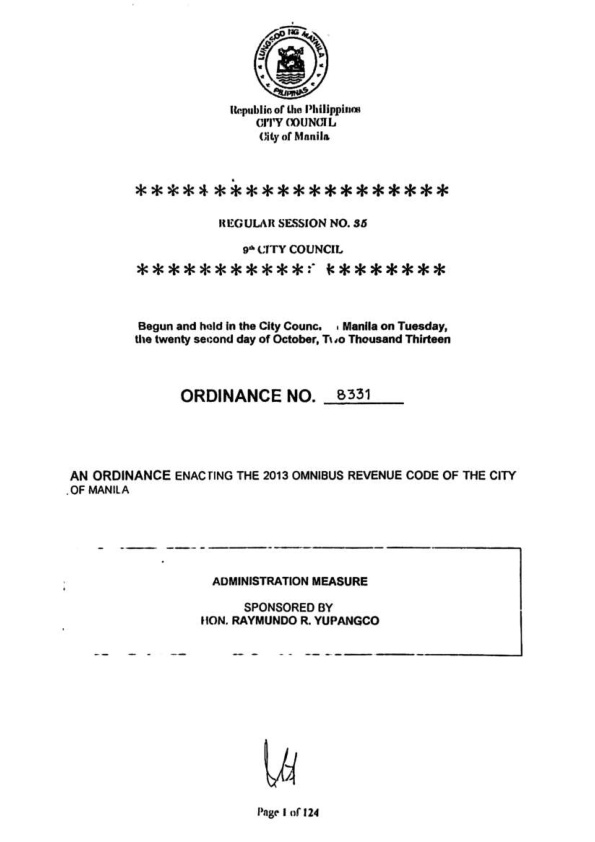 LUNGSOD NG MAYNILA
PILIPINAS
Republic of the Philippines
CITY COUNCIL
City of Manila
********************
REGULAR SESSION NO. 35
9th CITY COUNCIL
********************
Begun and held in the City Manila on Tuesday,
the twenty second day of October, Two Thousand Thirteen
ORDINANCE NO. 8331
AN ORDINANCE ENACTING THE 2013 OMNIBUS REVENUE CODE OF THE CITY
OF MANILA
ADMINISTRATION MEASURE
SPONSORED BY
HON. RAYMUNDO R. YUPANGCO
Page 1 of 124